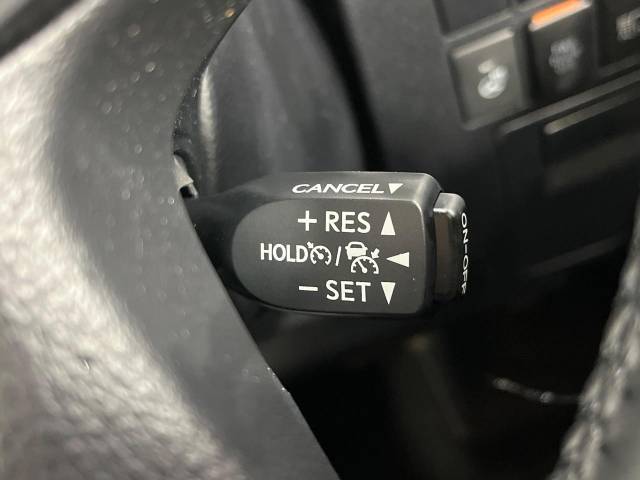 CANCEL▼
+ RES ▲
HOLD / ◀
− SET ▼
ON-OFF